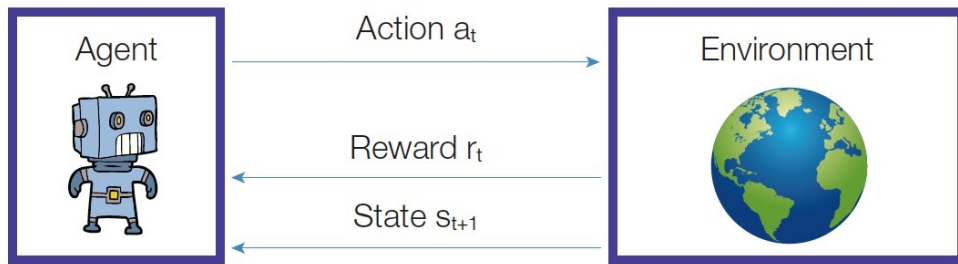 Agent
Action aₜ
Environment
Reward rₜ
State sₜ₊₁